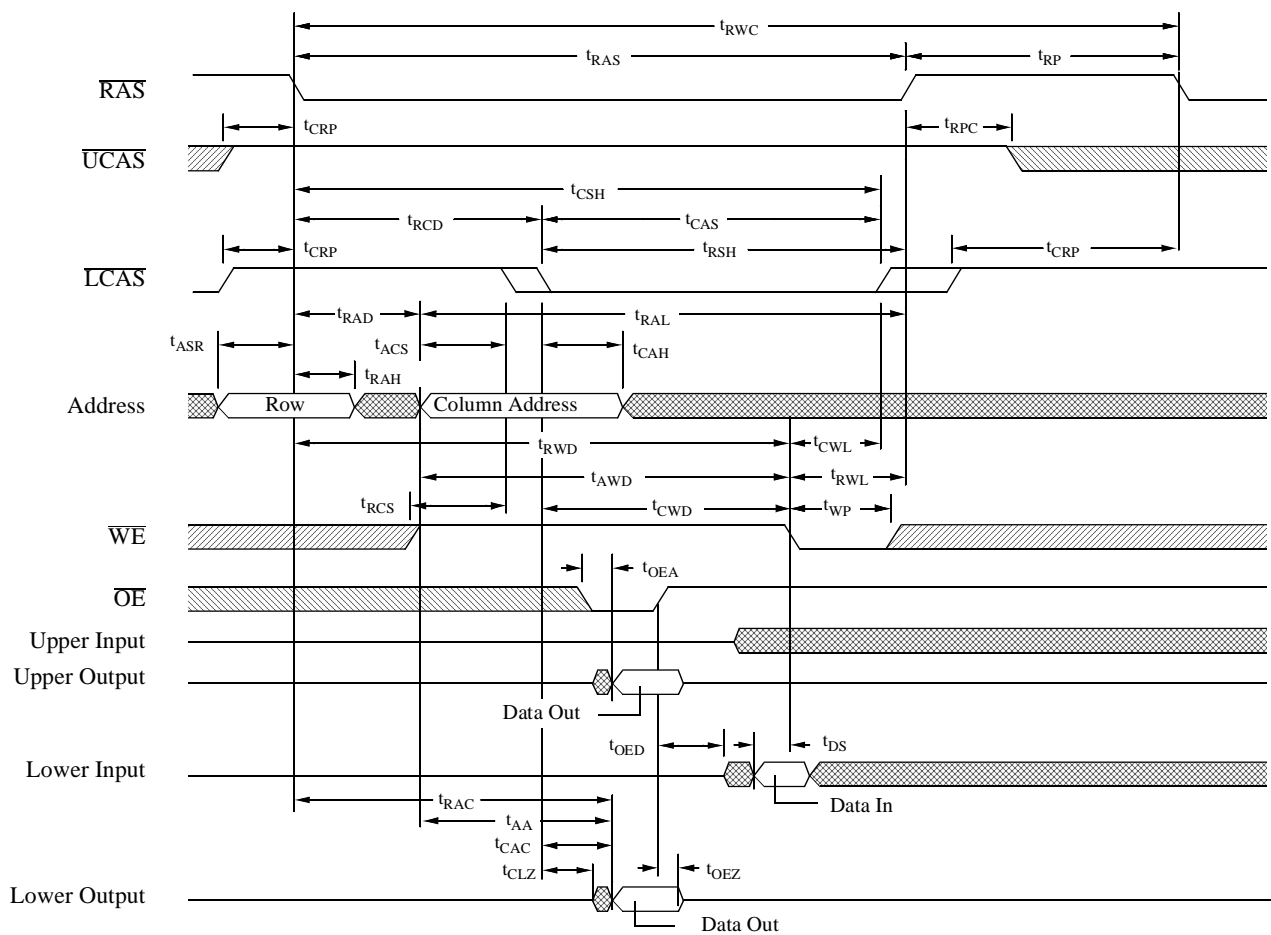 tRWC
tRAS tRP
RAS
tCRP tRPC
UCAS
tCSH
tRCD tCAS
tCRP tRSH tCRP
LCAS
tRAD tRAL
tASR tACS tCAH
tRAH
Address Row Column Address
tRWD tCWL
tAWD tRWL
tRCS tCWD tWP
WE
tOEA
OE
Upper Input
Upper Output
Data Out
tOED tDS
Lower Input
tRAC Data In
tAA
tCAC
tCLZ tOEZ
Lower Output
Data Out